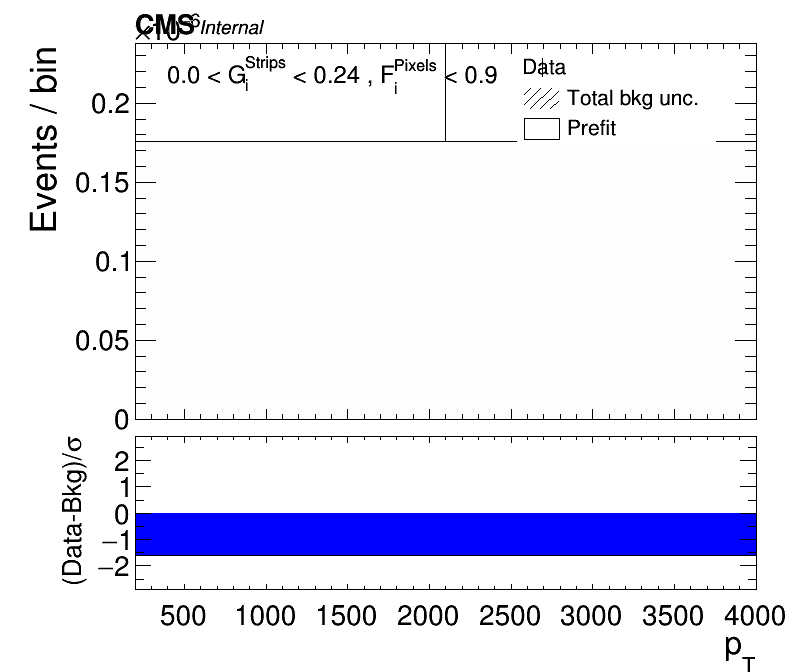 CMS Internal
×10⁻⁶
0.0 < G_i^Strips < 0.24 , F_i^Pixels < 0.9
Data
Total bkg unc.
Prefit
Events / bin
0.2
0.15
0.1
0.05
0
(Data-Bkg)/σ
2
1
0
−1
−2
500 1000 1500 2000 2500 3000 3500 4000
p_T